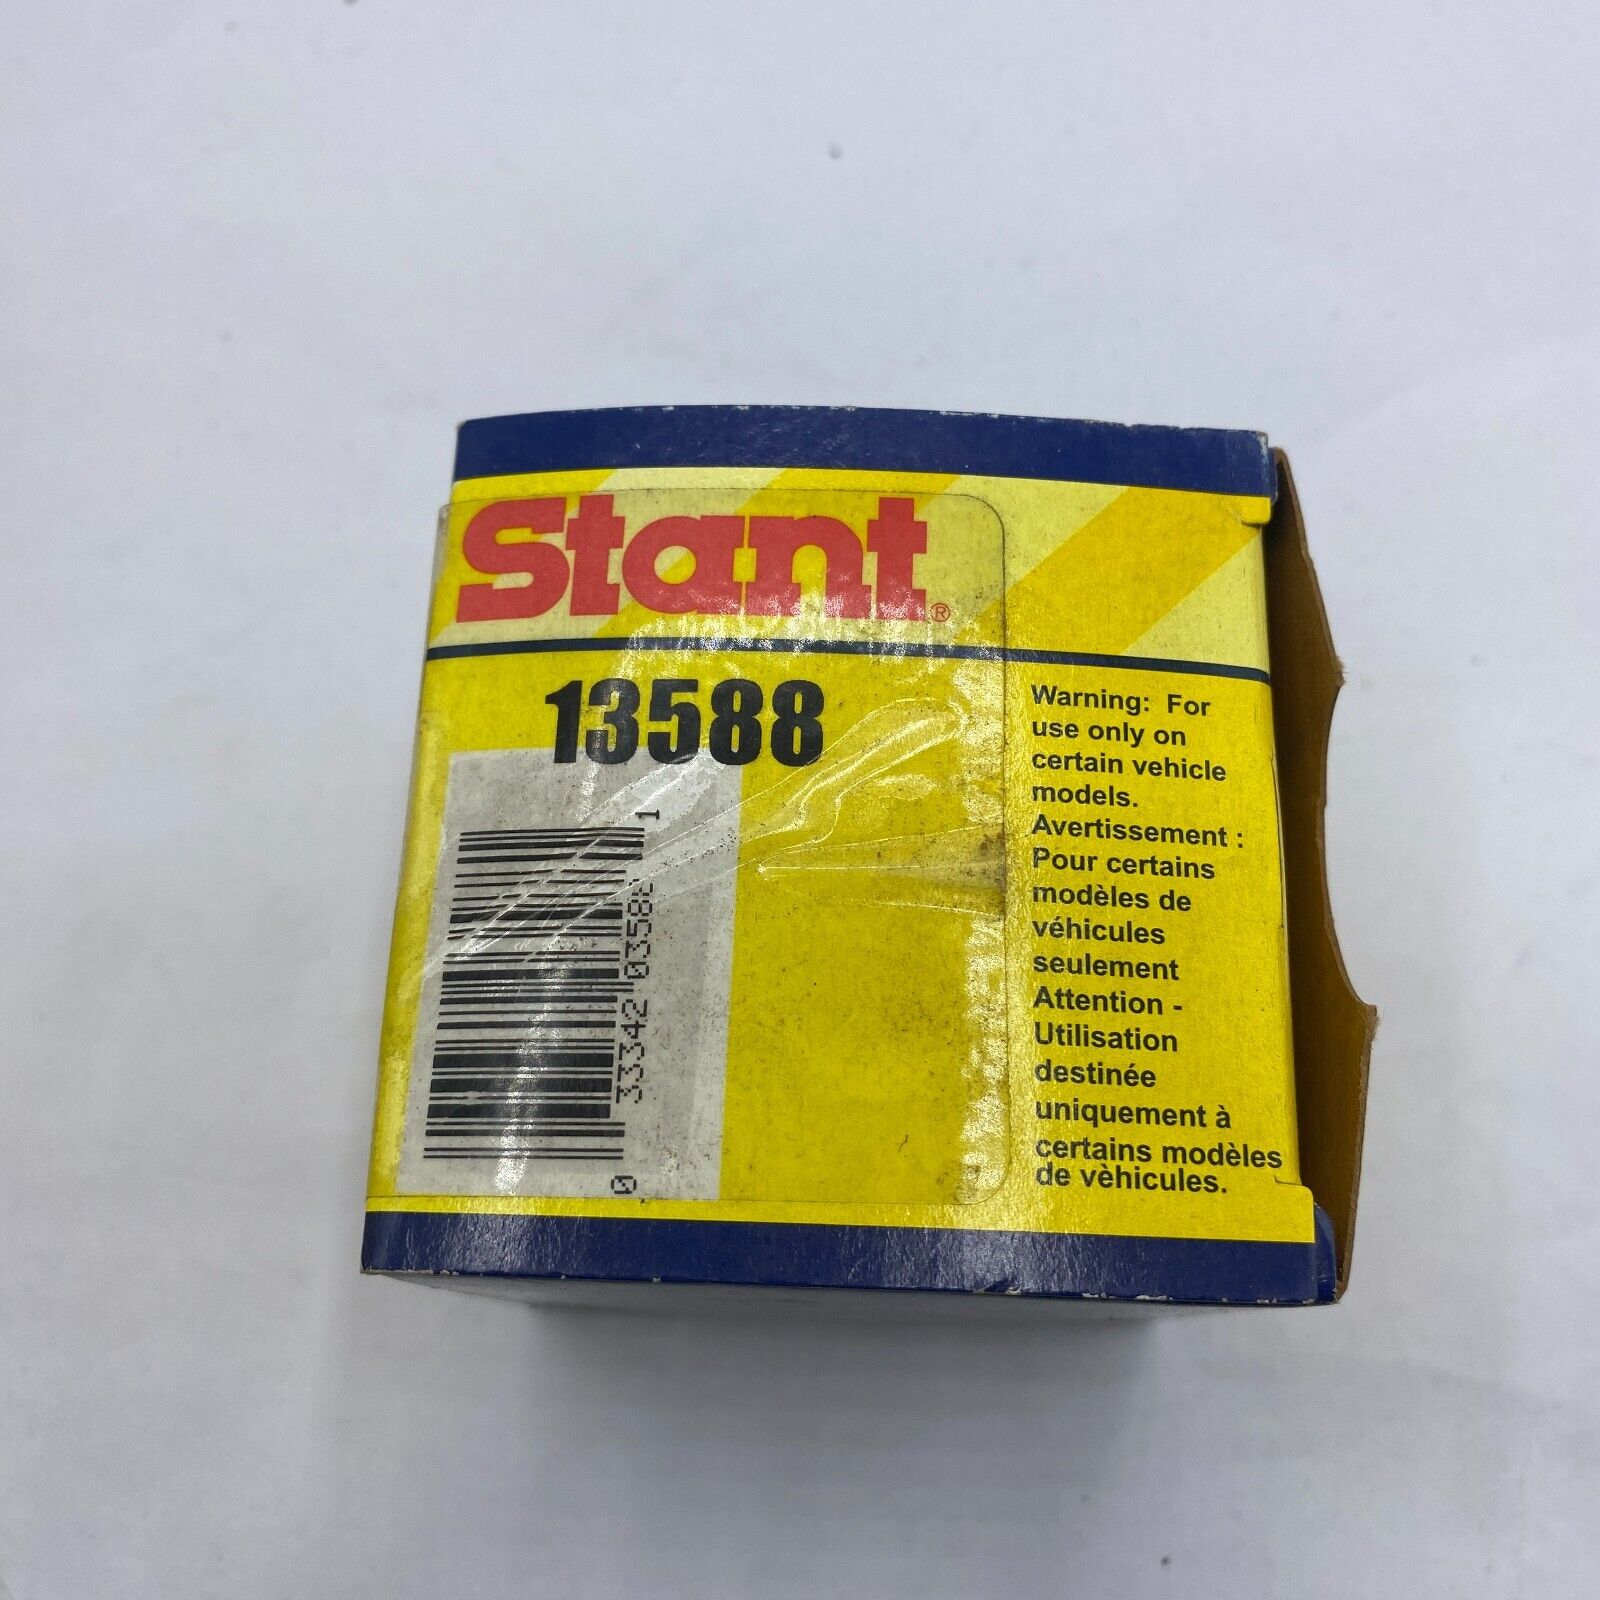 Stant®
13588
0 33342 03588 1
Warning: For
use only on
certain vehicle
models.
Avertissement :
Pour certains
modèles de
véhicules
seulement
Attention -
Utilisation
destinée
uniquement à
certains modèles
de vèhicules.